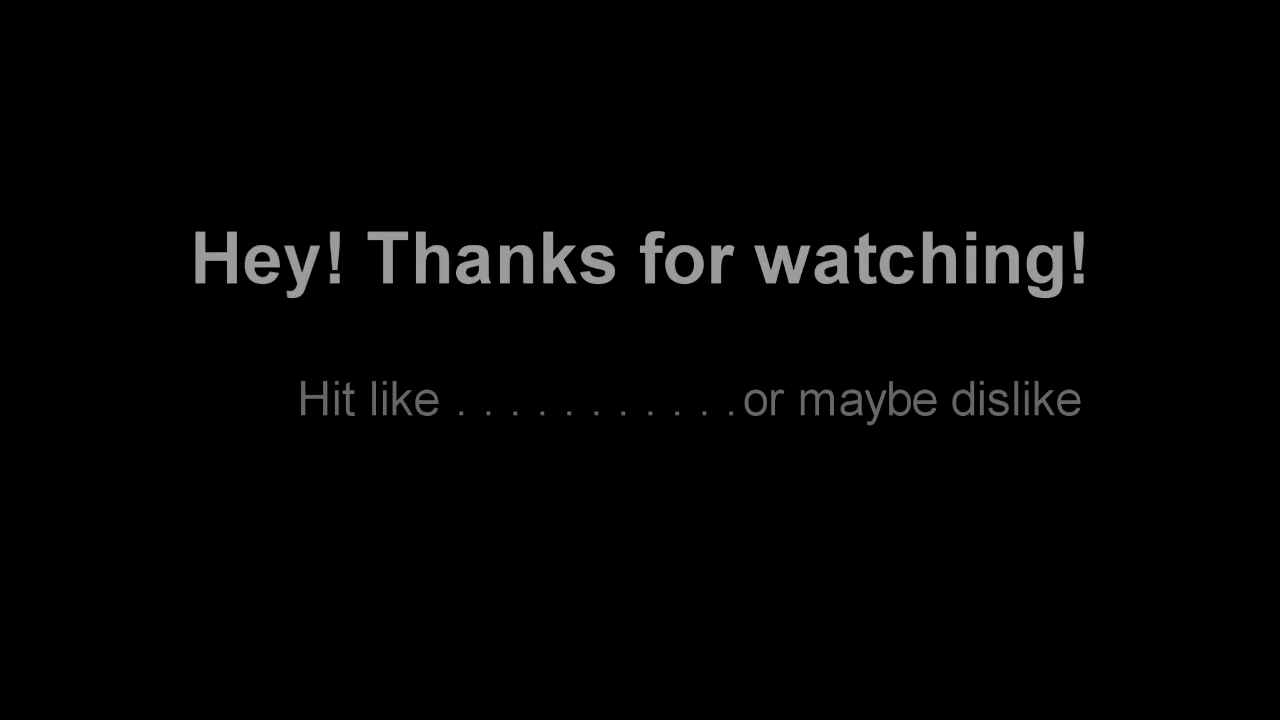 Hey! Thanks for watching!
Hit like . . . . . . . . . . .or maybe dislike